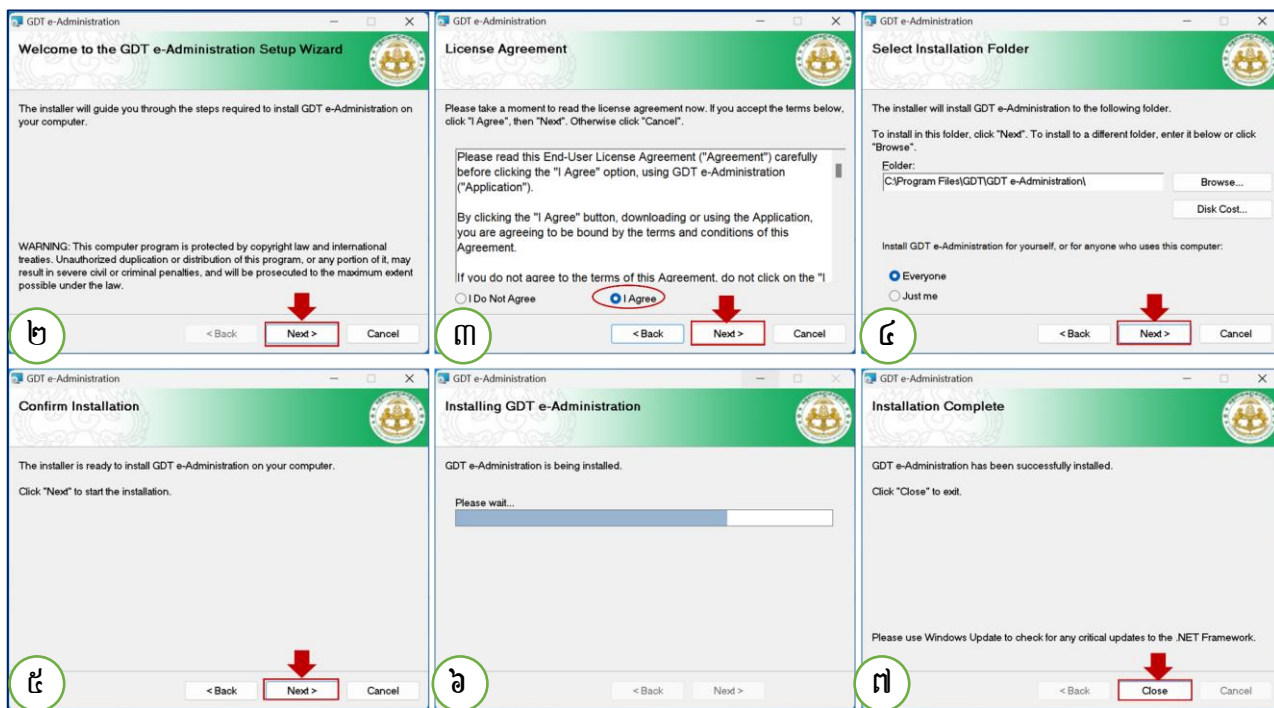 GDT e-Administration
Welcome to the GDT e-Administration Setup Wizard
The installer will guide you through the steps required to install GDT e-Administration on
your computer.
WARNING: This computer program is protected by copyright law and international
treaties. Unauthorized duplication or distribution of this program, or any portion of it, may
result in severe civil or criminal penalties, and will be prosecuted to the maximum extent
possible under the law.
២
< Back Next > Cancel
GDT e-Administration
License Agreement
Please take a moment to read the license agreement now. If you accept the terms below,
click "I Agree", then "Next". Otherwise click "Cancel".
Please read this End-User License Agreement ("Agreement") carefully
before clicking the "I Agree" option, using GDT e-Administration
("Application").
By clicking the "I Agree" button, downloading or using the Application,
you are agreeing to be bound by the terms and conditions of this
Agreement.
If you do not agree to the terms of this Agreement, do not click on the "I
I Do Not Agree I Agree
៣
< Back Next > Cancel
GDT e-Administration
Select Installation Folder
The installer will install GDT e-Administration to the following folder.
To install in this folder, click "Next". To install to a different folder, enter it below or click
"Browse".
Folder:
C:\Program Files\GDT\GDT e-Administration\ Browse...
Disk Cost...
Install GDT e-Administration for yourself, or for anyone who uses this computer:
Everyone
Just me
៤
< Back Next > Cancel
GDT e-Administration
Confirm Installation
The installer is ready to install GDT e-Administration on your computer.
Click "Next" to start the installation.
៥
< Back Next > Cancel
GDT e-Administration
Installing GDT e-Administration
GDT e-Administration is being installed.
Please wait...
៦
< Back Next >
GDT e-Administration
Installation Complete
GDT e-Administration has been successfully installed.
Click "Close" to exit.
Please use Windows Update to check for any critical updates to the .NET Framework.
៧
< Back Close Cancel